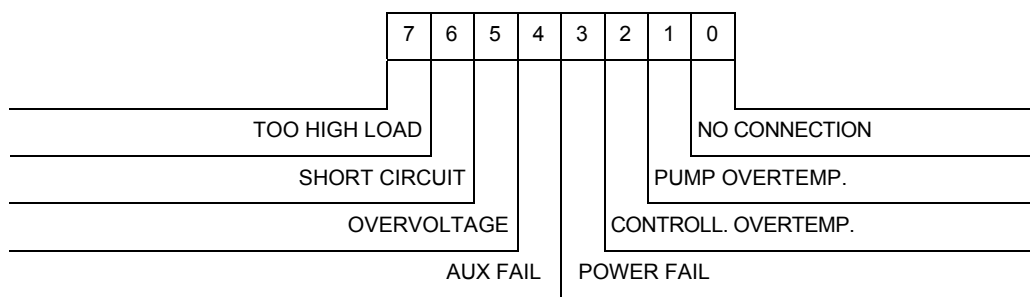 7 6 5 4 3 2 1 0
TOO HIGH LOAD NO CONNECTION
SHORT CIRCUIT PUMP OVERTEMP.
OVERVOLTAGE CONTROLL. OVERTEMP.
AUX FAIL POWER FAIL